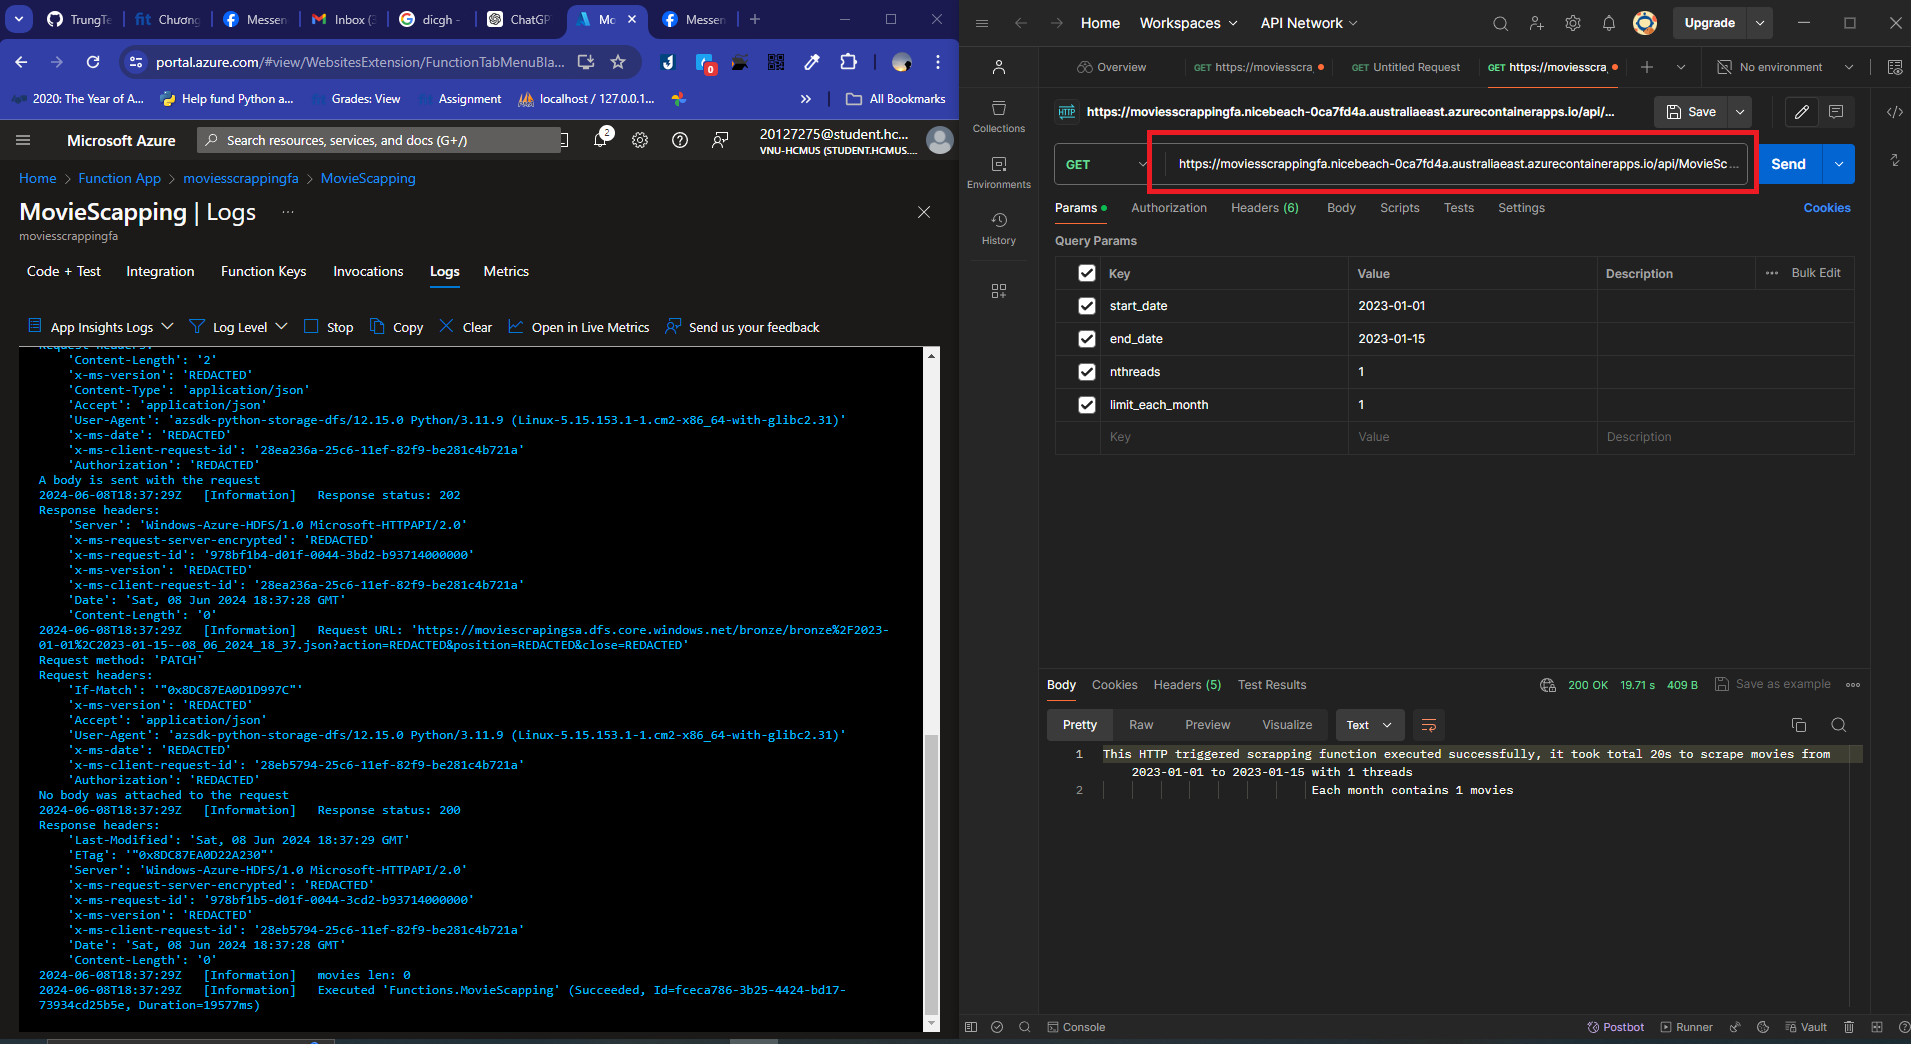 TrungTe
Chương
Messen
Inbox (3
dicgh -
ChatGP
Mo
Messen
portal.azure.com/#view/WebsitesExtension/FunctionTabMenuBla...
2020: The Year of A...
Help fund Python a...
Grades: View
Assignment
localhost / 127.0.0.1...
All Bookmarks
Microsoft Azure
Search resources, services, and docs (G+/)
2
20127275@student.hc...
VNU-HCMUS (STUDENT.HCMUS....
Home > Function App > moviesscrappingfa > MovieScapping
MovieScapping | Logs ...
moviesscrappingfa
Code + Test
Integration
Function Keys
Invocations
Logs
Metrics
App Insights Logs
Log Level
Stop
Copy
Clear
Open in Live Metrics
Send us your feedback
Request headers:
'Content-Length': '2'
'x-ms-version': 'REDACTED'
'Content-Type': 'application/json'
'Accept': 'application/json'
'User-Agent': 'azsdk-python-storage-dfs/12.15.0 Python/3.11.9 (Linux-5.15.153.1-1.cm2-x86_64-with-glibc2.31)'
'x-ms-date': 'REDACTED'
'x-ms-client-request-id': '28ea236a-25c6-11ef-82f9-be281c4b721a'
'Authorization': 'REDACTED'
A body is sent with the request
2024-06-08T18:37:29Z [Information] Response status: 202
Response headers:
'Server': 'Windows-Azure-HDFS/1.0 Microsoft-HTTPAPI/2.0'
'x-ms-request-server-encrypted': 'REDACTED'
'x-ms-request-id': '978bf1b4-d01f-0044-3bd2-b93714000000'
'x-ms-version': 'REDACTED'
'x-ms-client-request-id': '28ea236a-25c6-11ef-82f9-be281c4b721a'
'Date': 'Sat, 08 Jun 2024 18:37:28 GMT'
'Content-Length': '0'
2024-06-08T18:37:29Z [Information] Request URL: 'https://moviescrapingsa.dfs.core.windows.net/bronze/bronze%2F2023-
01-01%2C2023-01-15--08_06_2024_18_37.json?action=REDACTED&position=REDACTED&close=REDACTED'
Request method: 'PATCH'
Request headers:
'If-Match': '"0x8DC87EA0D1D997C"'
'x-ms-version': 'REDACTED'
'Accept': 'application/json'
'User-Agent': 'azsdk-python-storage-dfs/12.15.0 Python/3.11.9 (Linux-5.15.153.1-1.cm2-x86_64-with-glibc2.31)'
'x-ms-date': 'REDACTED'
'x-ms-client-request-id': '28eb5794-25c6-11ef-82f9-be281c4b721a'
'Authorization': 'REDACTED'
No body was attached to the request
2024-06-08T18:37:29Z [Information] Response status: 200
Response headers:
'Last-Modified': 'Sat, 08 Jun 2024 18:37:29 GMT'
'ETag': '"0x8DC87EA0D22A230"'
'Server': 'Windows-Azure-HDFS/1.0 Microsoft-HTTPAPI/2.0'
'x-ms-request-server-encrypted': 'REDACTED'
'x-ms-request-id': '978bf1b5-d01f-0044-3cd2-b93714000000'
'x-ms-version': 'REDACTED'
'x-ms-client-request-id': '28eb5794-25c6-11ef-82f9-be281c4b721a'
'Date': 'Sat, 08 Jun 2024 18:37:28 GMT'
'Content-Length': '0'
2024-06-08T18:37:29Z [Information] movies len: 0
2024-06-08T18:37:29Z [Information] Executed 'Functions.MovieScapping' (Succeeded, Id=fceca786-3b25-4424-bd17-
73934cd25b5e, Duration=19577ms)
Home
Workspaces
API Network
Upgrade
Overview
GET https://moviesscra
GET Untitled Request
GET https://moviesscra
No environment
Collections
Environments
History
HTTP https://moviesscrappingfa.nicebeach-0ca7fd4a.australiaeast.azurecontainerapps.io/api/...
Save
GET
https://moviesscrappingfa.nicebeach-0ca7fd4a.australiaeast.azurecontainerapps.io/api/MovieSc...
Send
Params
Authorization
Headers (6)
Body
Scripts
Tests
Settings
Cookies
Query Params
Key Value Description ... Bulk Edit
start_date 2023-01-01
end_date 2023-01-15
nthreads 1
limit_each_month 1
Key Value Description
Body
Cookies
Headers (5)
Test Results
200 OK 19.71 s 409 B
Save as example
Pretty
Raw
Preview
Visualize
Text
1 This HTTP triggered scrapping function executed successfully, it took total 20s to scrape movies from
2023-01-01 to 2023-01-15 with 1 threads
2 Each month contains 1 movies
Console
Postbot
Runner
Vault